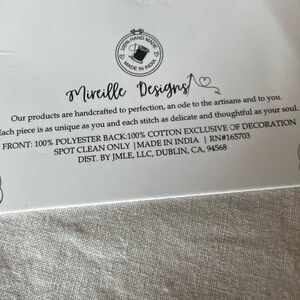 100% HAND MADE
MADE IN INDIA
Mireille Designs
Our products are handcrafted to perfection, an ode to the artisans and to you.
Each piece is as unique as you and each stitch as delicate and thoughtful as your soul.
FRONT: 100% POLYESTER BACK:100% COTTON EXCLUSIVE OF DECORATION
SPOT CLEAN ONLY | MADE IN INDIA | RN#165703
DIST. BY JMLE, LLC, DUBLIN, CA, 94568